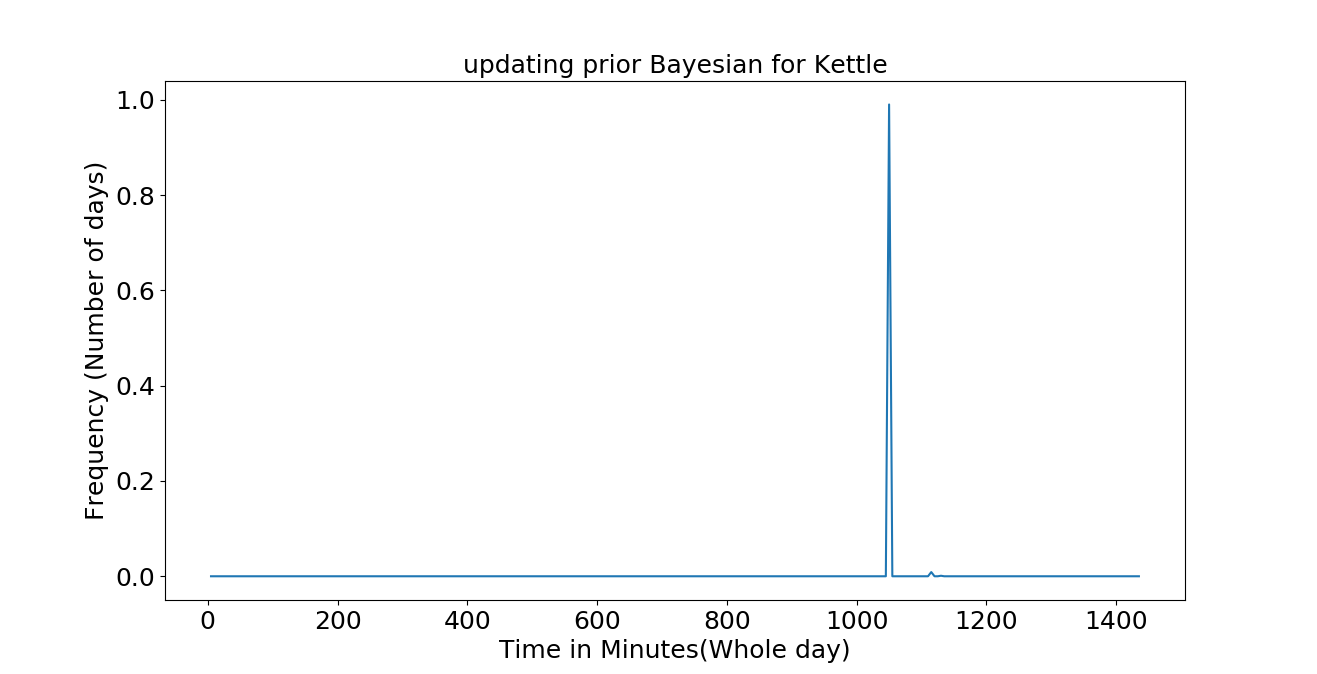 updating prior Bayesian for Kettle
Frequency (Number of days)
1.0
0.8
0.6
0.4
0.2
0.0
0 200 400 600 800 1000 1200 1400
Time in Minutes(Whole day)